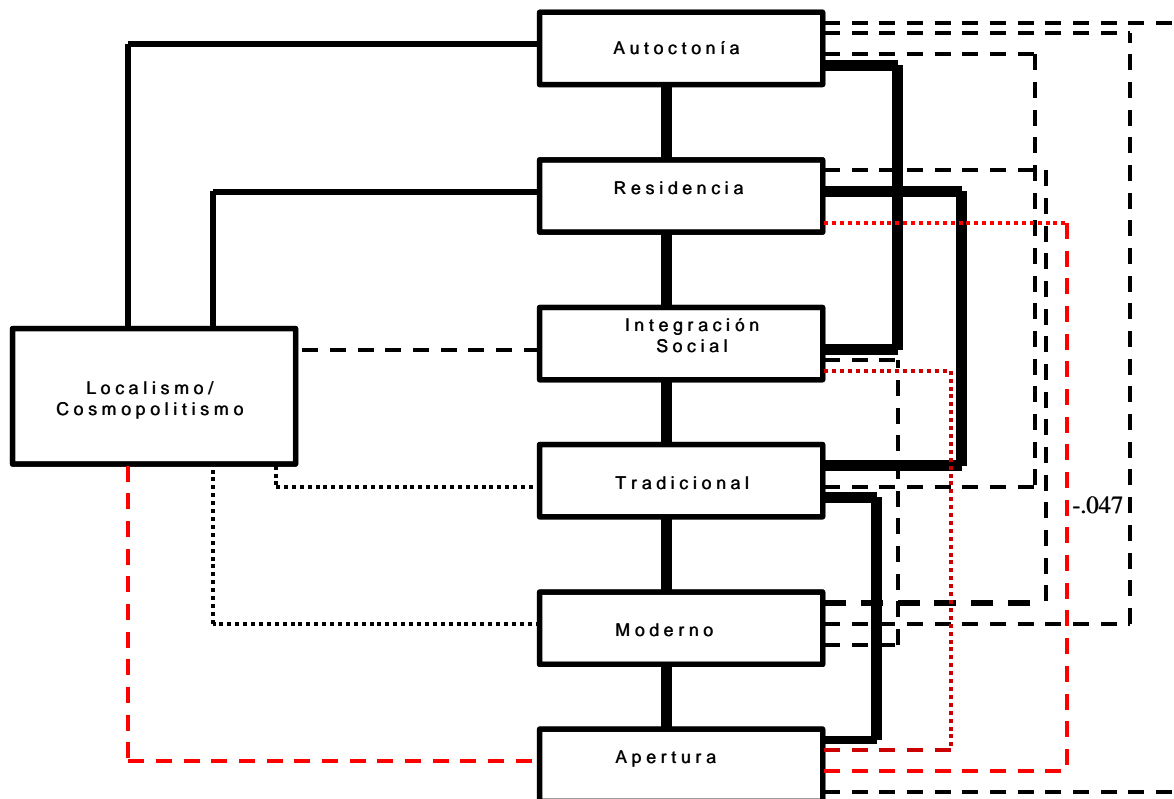 Autoctonía
Residencia
Integración
Social
Localismo/
Cosmopolitismo
Tradicional
-.047
Moderno
Apertura